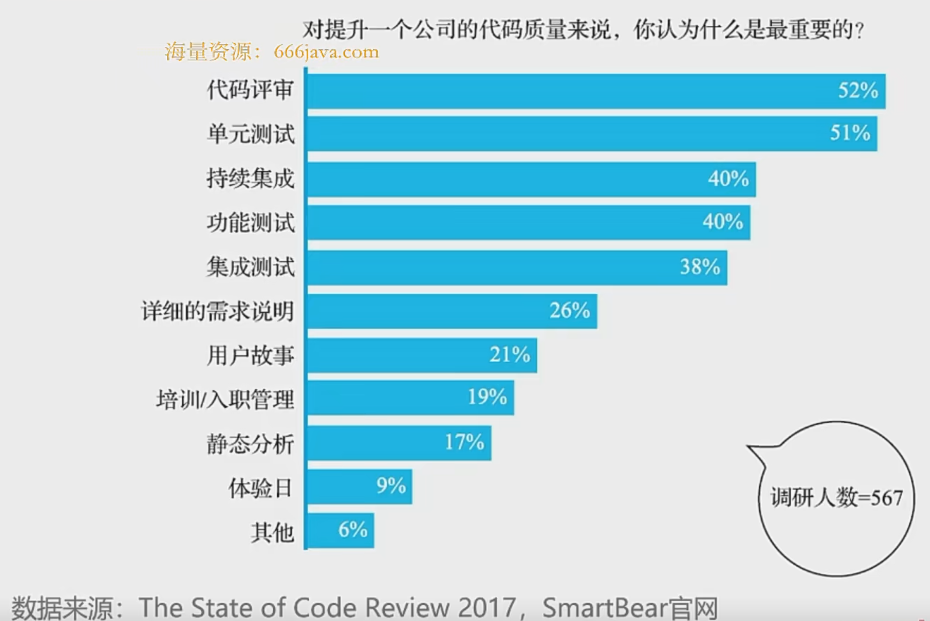 对提升一个公司的代码质量来说，你认为什么是最重要的?
海量资源：666java.com
代码评审 52%
单元测试 51%
持续集成 40%
功能测试 40%
集成测试 38%
详细的需求说明 26%
用户故事 21%
培训/入职管理 19%
静态分析 17%
体验日 9%
其他 6%
调研人数=567
数据来源：The State of Code Review 2017，SmartBear官网